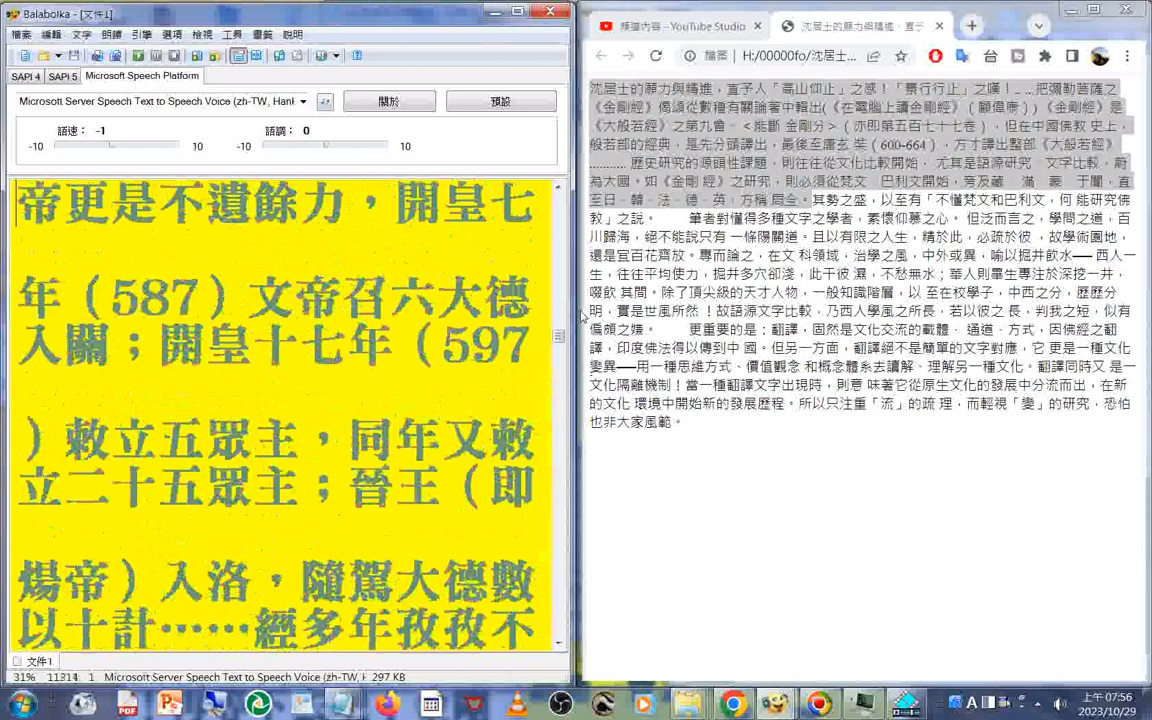 Balabolka - [文件1]
檔案 編輯 文字 朗讀 引擎 選項 檢視 工具 書籤 說明
SAPI 4 SAPI 5 Microsoft Speech Platform
Microsoft Server Speech Text to Speech Voice (zh-TW, HanH
關於
預設
語速： -1 語調： 0
-10 10 -10 10
帝更是不遺餘力，開皇七
年（587）文帝召六大德
入關；開皇十七年（597
）敕立五眾主，同年又敕
立二十五眾主；晉王（即
煬帝）入洛，隨駕大德數
以十計……經多年孜孜不
文件1
31% 11314 1 Microsoft Server Speech Text to Speech Voice (zh-TW, 297 KB
頻道內容 - YouTube Studio
沈居士的願力與精進，宜予
檔案 H:/00000fo/沈居士...
沈居士的願力與精進，宜予人「高山仰止」之感！「景行行止」之嘆！... ...把彌勒菩薩之
《金剛經》偈頌從數種有關論著中輯出(《在電腦上讀金剛經》（顧偉康）)《金剛經》是
《大般若經》之第九會‧＜能斷 金剛分＞（亦即第五百七十七卷），但在中國佛教 史上，
般若部的經典，是先分頭譯出，最後至唐玄 奘（600-664），方才譯出整部《大般若經》
........... 歷史研究的源頭性課題，則往往從文化比較開始， 尤其是語源研究 文字比較，蔚
為大國。如《金剛 經》之研究，則必須從梵文 巴利文開始，旁及藏 滿 蒙 于闐，直
至日‧韓‧法‧德‧英，方稱 周全。其勢之盛，以至有「不懂梵文和巴利文，何 能研究佛
教」之說。 筆者對懂得多種文字之學者，素懷仰慕之心。 但泛而言之，學問之道，百
川歸海，絕不能說只有 一條陽關道。且以有限之人生，精於此，必疏於彼 ，故學術園地，
還是宜百花齊放。專而論之，在文 科領域，治學之風，中外或異，喻以掘井飲水── 西人一
生，往往平均使力，掘井多穴卻淺，此干彼 濕，不愁無水；華人則畢生專注於深挖一井，
啜飲 其間。除了頂尖級的天才人物，一般知識階層，以 至在校學子，中西之分，歷歷分
明，實是世風所然 ！故語源文字比較，乃西人學風之所長，若以彼之 長，判我之短，似有
偏頗之嫌。 更重要的是：翻譯，固然是文化交流的載體‧ 通道‧方式，因佛經之翻
譯，印度佛法得以傳到中 國。但另一方面，翻譯絕不是簡單的文字對應，它 更是一種文化
變異──用一種思維方式、價值觀念 和概念體系去讀解、理解另一種文化。翻譯同時又 是一
文化隔離機制！當一種翻譯文字出現時，則意 味著它從原生文化的發展中分流而出，在新
的文化 環境中開始新的發展歷程。所以只注重「流」的疏 理，而輕視「變」的研究，恐怕
也非大家風範。
上午 07:56
2023/10/29